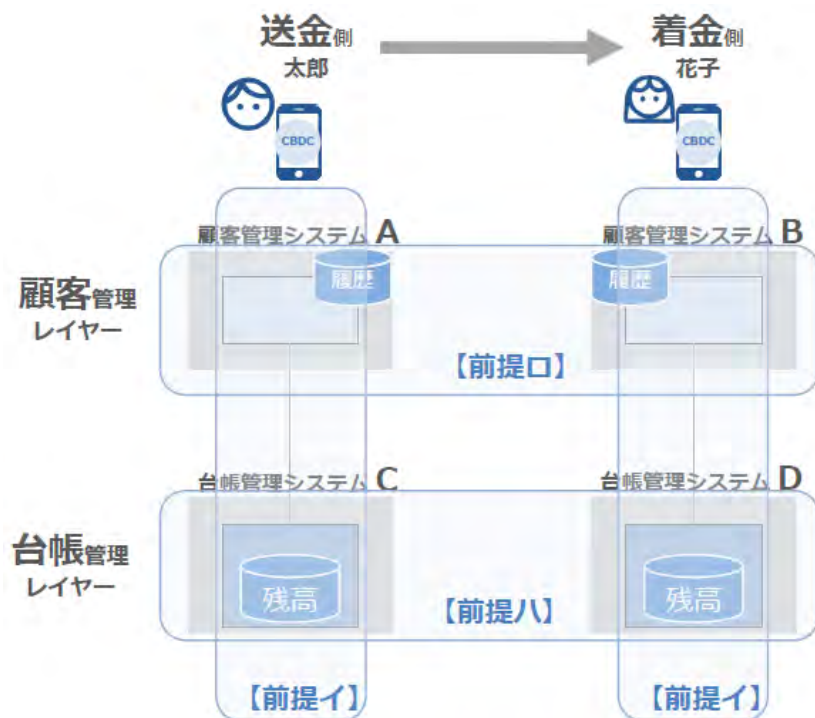 送金側
太郎
着金側
花子
CBDC
CBDC
顧客管理システム A
顧客管理システム B
履歴
履歴
顧客管理
レイヤー
【前提ロ】
台帳管理システム C
台帳管理システム D
台帳管理
レイヤー
残高
残高
【前提ハ】
【前提イ】
【前提イ】